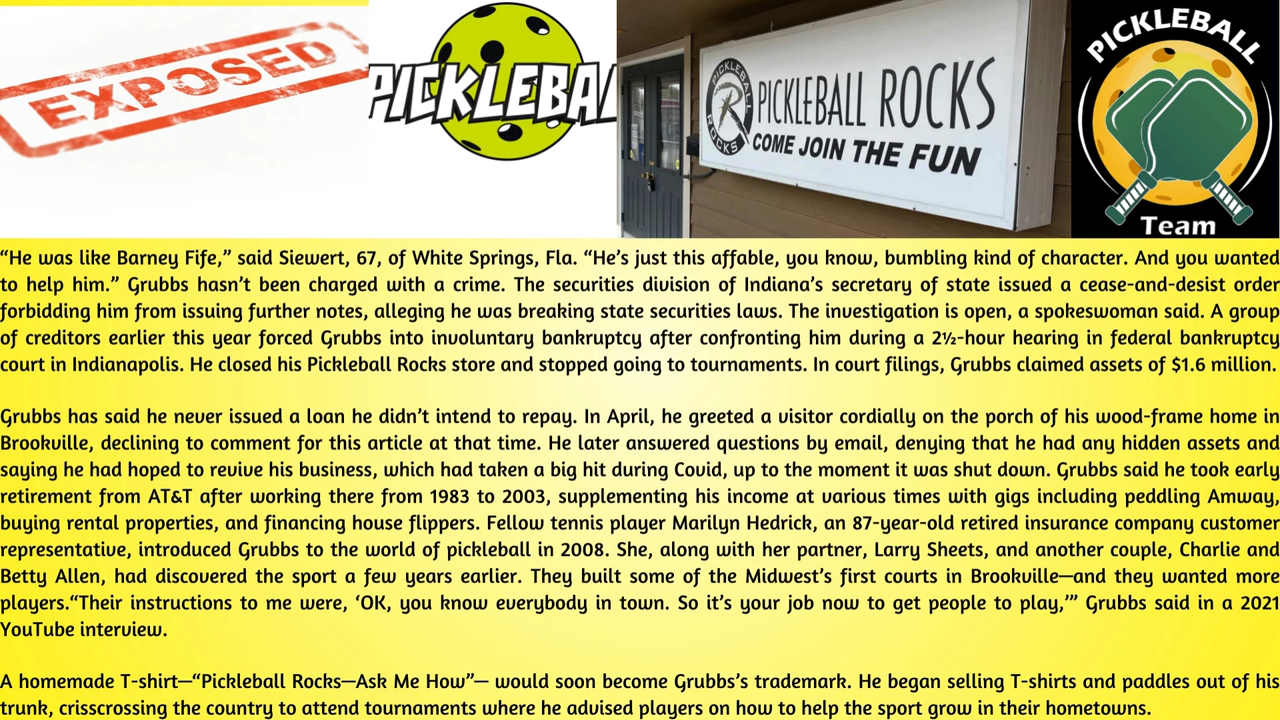 EXPOSED
PICKLEBAL
PICKLEBALL
ROCKS
R
PICKLEBALL ROCKS
COME JOIN THE FUN
PICKLEBALL
Team
“He was like Barney Fife,” said Siewert, 67, of White Springs, Fla. “He’s just this affable, you know, bumbling kind of character. And you wanted
to help him.” Grubbs hasn’t been charged with a crime. The securities division of Indiana’s secretary of state issued a cease-and-desist order
forbidding him from issuing further notes, alleging he was breaking state securities laws. The investigation is open, a spokeswoman said. A group
of creditors earlier this year forced Grubbs into involuntary bankruptcy after confronting him during a 2½-hour hearing in federal bankruptcy
court in Indianapolis. He closed his Pickleball Rocks store and stopped going to tournaments. In court filings, Grubbs claimed assets of $1.6 million.
Grubbs has said he never issued a loan he didn’t intend to repay. In April, he greeted a visitor cordially on the porch of his wood-frame home in
Brookville, declining to comment for this article at that time. He later answered questions by email, denying that he had any hidden assets and
saying he had hoped to revive his business, which had taken a big hit during Covid, up to the moment it was shut down. Grubbs said he took early
retirement from AT&T after working there from 1983 to 2003, supplementing his income at various times with gigs including peddling Amway,
buying rental properties, and financing house flippers. Fellow tennis player Marilyn Hedrick, an 87-year-old retired insurance company customer
representative, introduced Grubbs to the world of pickleball in 2008. She, along with her partner, Larry Sheets, and another couple, Charlie and
Betty Allen, had discovered the sport a few years earlier. They built some of the Midwest’s first courts in Brookville—and they wanted more
players.“Their instructions to me were, ‘OK, you know everybody in town. So it’s your job now to get people to play,’” Grubbs said in a 2021
YouTube interview.
A homemade T-shirt—“Pickleball Rocks—Ask Me How”— would soon become Grubbs’s trademark. He began selling T-shirts and paddles out of his
trunk, crisscrossing the country to attend tournaments where he advised players on how to help the sport grow in their hometowns.